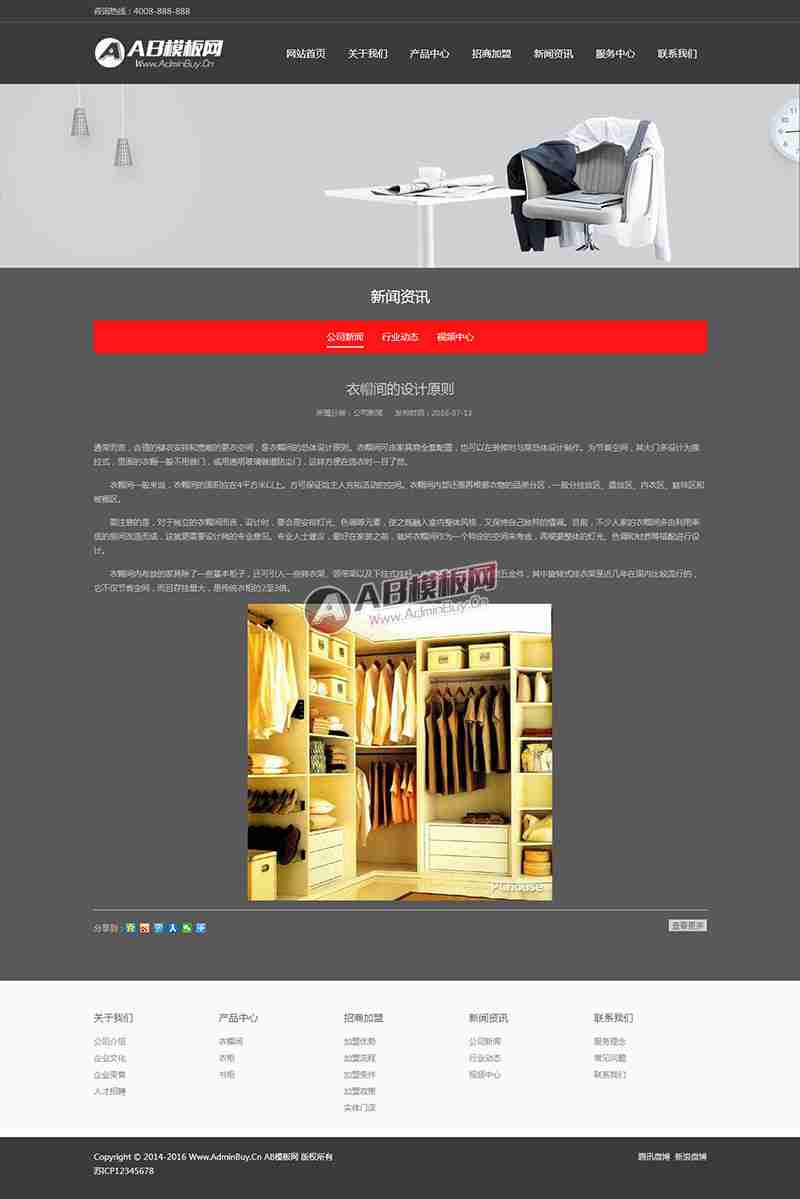 咨询热线：4008-888-888
AB模板网
Www.AdminBuy.Cn
网站首页 关于我们 产品中心 招商加盟 新闻资讯 服务中心 联系我们
新闻资讯
公司新闻 行业动态 视频中心
衣帽间的设计原则
所属分类：公司新闻 发布时间：2016-07-13
通常而言，合理的储衣安排和宽敞的更衣空间，是衣帽间的总体设计原则。衣帽间可由家具商全套配置，也可以在装修时与居总体设计制作。为节省空间，其大门多设计为推
拉式，里面的衣橱一般不用做门，或用透明玻璃做道防尘门，这样方便在选衣时一目了然。
衣帽间一般来说，衣帽间的面积应在4平方米以上，方可保证给主人充裕活动的空间。衣帽间内部还需再根据衣物的品类分区，一般分挂放区、叠放区、内衣区、鞋袜区和
被褥区。
需注意的是，对于独立的衣帽间而言，设计时，要合理安排灯光、色调等元素，使之既融入室内整体风格，又保持自己独特的情调。目前，不少人家的衣帽间多由利用率
低的房间改造而成，这就更需要设计师的专业意见。专业人士建议，最好在家装之前，就将衣帽间作为一个特定的空间来考虑，再根据整体的灯光、色调和材质等搭配进行设
计。
衣帽间内布放的家具除了一些基本柜子，还可引入一些转衣架、领带架以及下拉式挂杆 五金件，其中旋转式挂衣架是近几年在国内比较流行的，
它不仅节省空间，而且存挂量大，是传统衣柜的2至3倍。
AB模板网
Www.AdminBuy.Cn
PChouse
分享到：
查看更多
关于我们 产品中心 招商加盟 新闻资讯 联系我们
公司介绍 衣帽间 加盟优势 公司新闻 服务理念
企业文化 衣柜 加盟流程 行业动态 常见问题
企业荣誉 书柜 加盟条件 视频中心 联系我们
人才招聘 加盟政策
实体门店
Copyright © 2014-2016 Www.AdminBuy.Cn AB模板网 版权所有 腾讯微博 新浪微博
苏ICP12345678